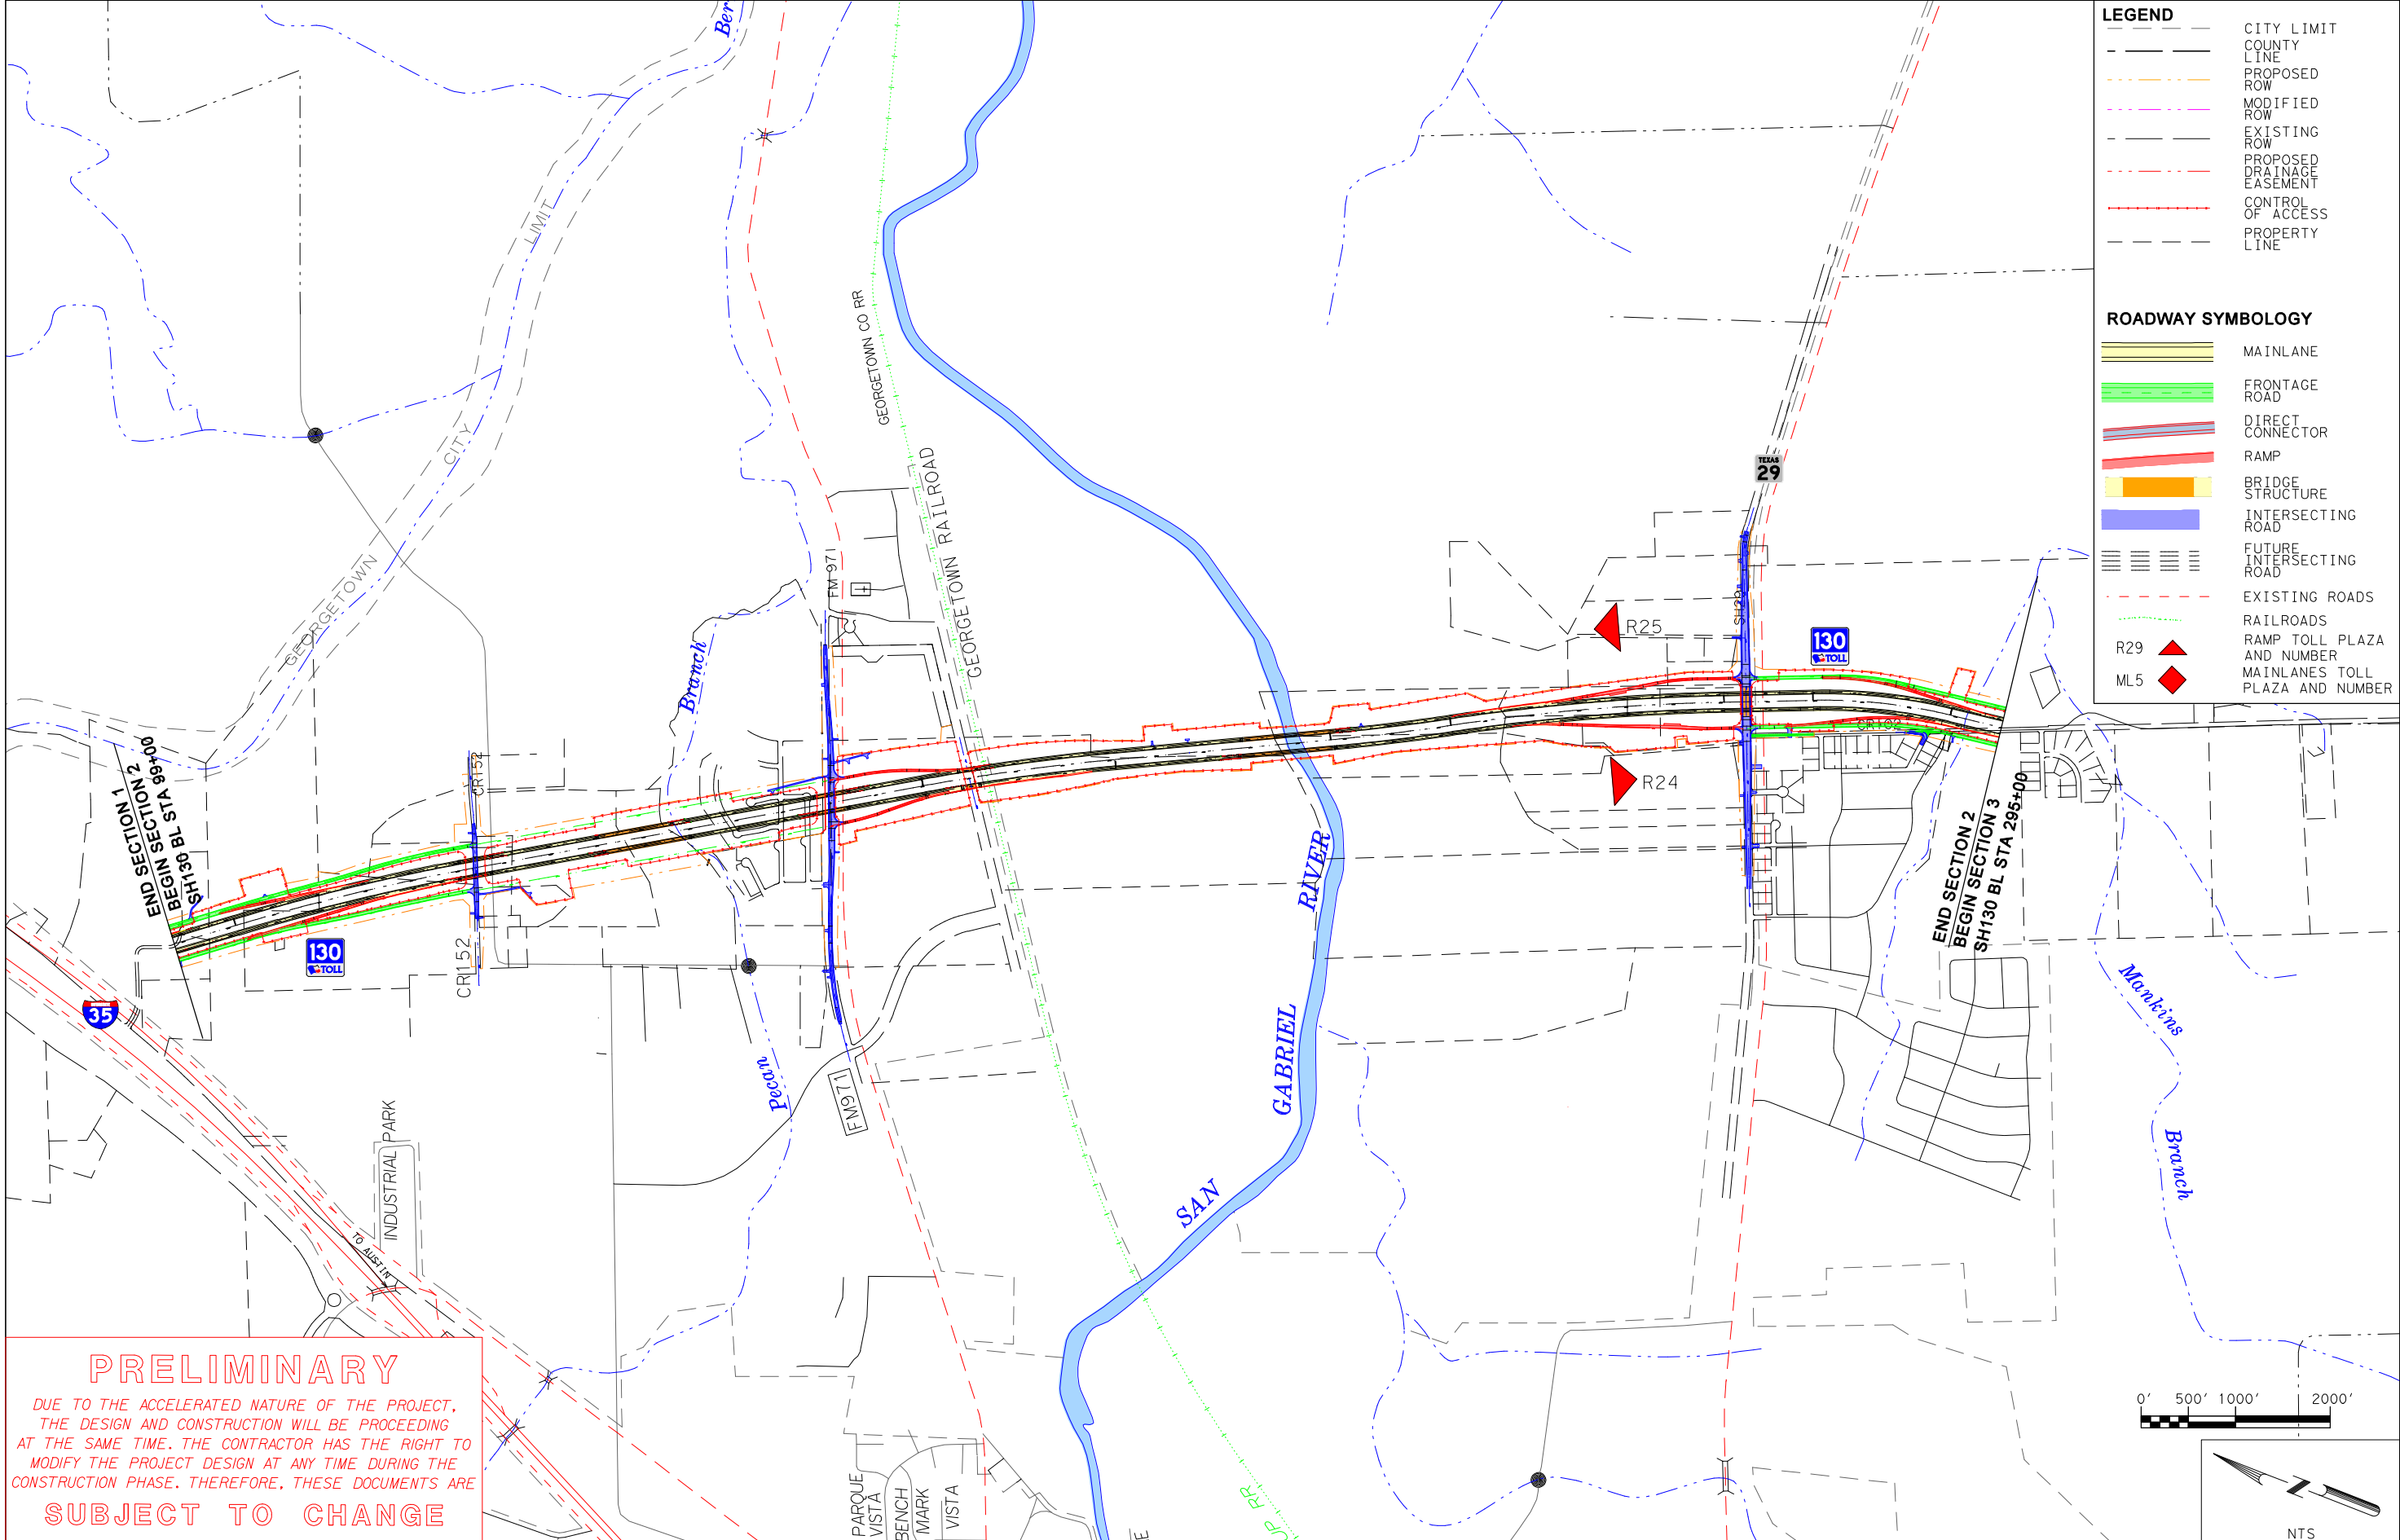 LEGEND
CITY LIMIT
COUNTY
LINE
PROPOSED
ROW
MODIFIED
ROW
EXISTING
ROW
PROPOSED
DRAINAGE
EASEMENT
CONTROL
OF ACCESS
PROPERTY
LINE
ROADWAY SYMBOLOGY
MAINLANE
FRONTAGE
ROAD
DIRECT
CONNECTOR
RAMP
BRIDGE
STRUCTURE
INTERSECTING
ROAD
FUTURE
INTERSECTING
ROAD
EXISTING ROADS
RAILROADS
R29
RAMP TOLL PLAZA
AND NUMBER
ML5
MAINLANES TOLL
PLAZA AND NUMBER
Ber
LIMIT
CITY
GEORGETOWN
GEORGETOWN CO RR
GEORGETOWN RAILROAD
FM 971
Branch
TEXAS
29
SH29
R25
R24
130
TOLL
CR152
END SECTION 1
BEGIN SECTION 2
SH130 BL STA 99+00
130
TOLL
CR152
35
Pecan
FM971
RIVER
GABRIEL
SAN
END SECTION 2
BEGIN SECTION 3
SH130 BL STA 295+00
Mankins
Branch
INDUSTRIAL PARK
TO AUSTIN
PARQUE
VISTA
BENCH
MARK
VISTA
UP RR
PRELIMINARY
DUE TO THE ACCELERATED NATURE OF THE PROJECT,
THE DESIGN AND CONSTRUCTION WILL BE PROCEEDING
AT THE SAME TIME. THE CONTRACTOR HAS THE RIGHT TO
MODIFY THE PROJECT DESIGN AT ANY TIME DURING THE
CONSTRUCTION PHASE. THEREFORE, THESE DOCUMENTS ARE
SUBJECT TO CHANGE
0' 500' 1000' 2000'
NTS